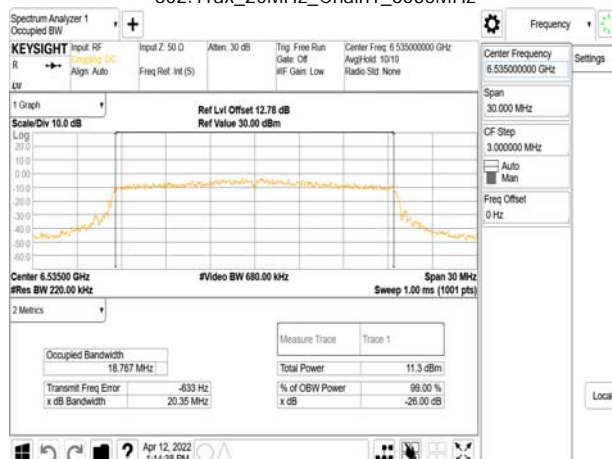 Spectrum Analyzer 1
Occupied BW
Frequency
KEYSIGHT
Input: RF
Coupling: DC
Align: Auto
Input Z: 50 Ω
Freq Ref: Int (S)
Atten: 30 dB
Trig: Free Run
Gate: Off
#IF Gain: Low
Center Freq: 6.535000000 GHz
Avg|Hold: 10/10
Radio Std: None
R
LV
Center Frequency
6.535000000 GHz
Settings
Span
30.000 MHz
CF Step
3.000000 MHz
Auto
Man
Freq Offset
0 Hz
1 Graph
Scale/Div 10.0 dB
Ref Lvl Offset 12.78 dB
Ref Value 30.00 dBm
Log
20.0
10.0
0.00
-10.0
-20.0
-30.0
-40.0
-50.0
-60.0
Center 6.53500 GHz
#Res BW 220.00 kHz
#Video BW 680.00 kHz
Span 30 MHz
Sweep 1.00 ms (1001 pts)
2 Metrics
Measure Trace
Trace 1
Occupied Bandwidth
18.767 MHz
Total Power
11.3 dBm
Transmit Freq Error
-633 Hz
% of OBW Power
99.00 %
x dB Bandwidth
20.35 MHz
x dB
-26.00 dB
Local
Apr 12, 2022
1:14:38 PM